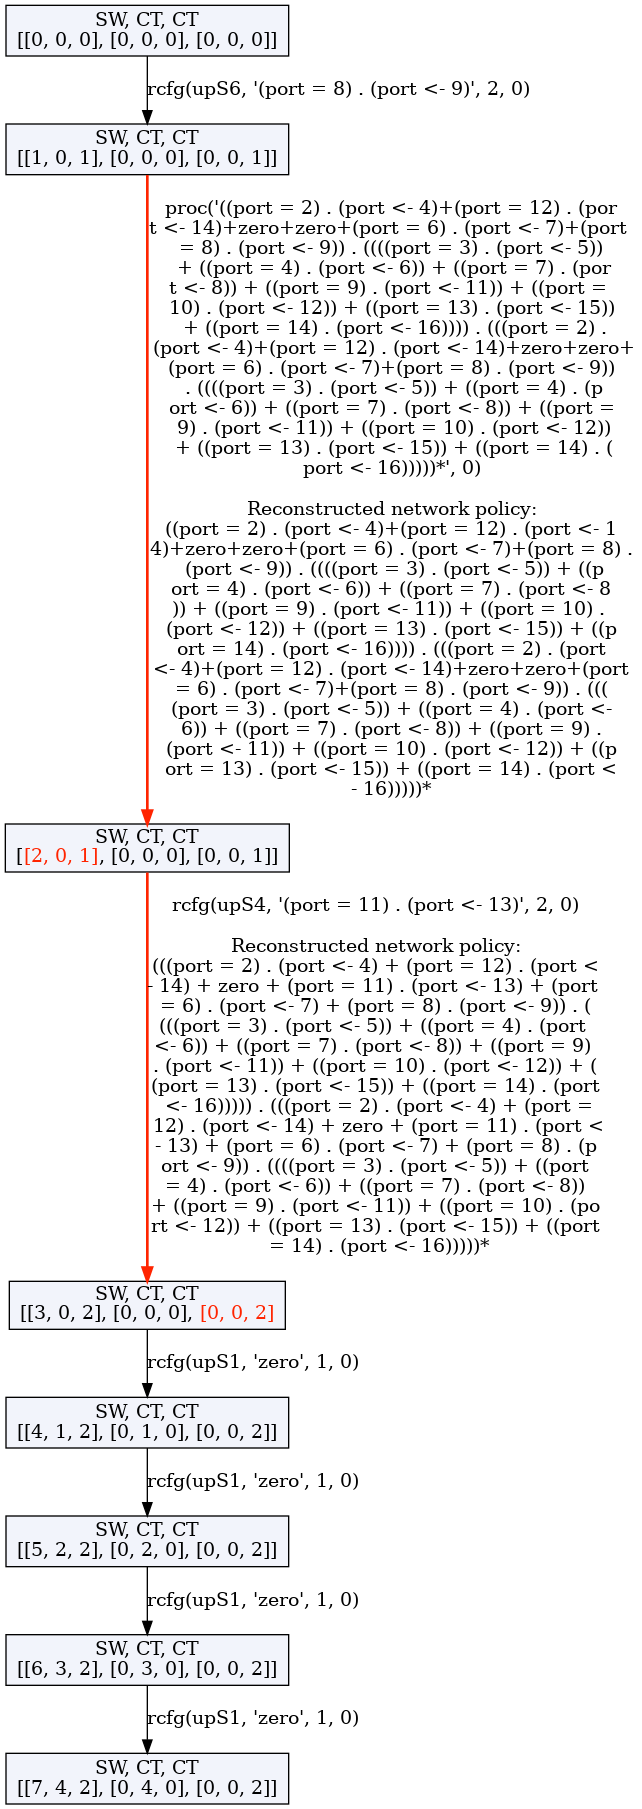 SW, CT, CT
[[0, 0, 0], [0, 0, 0], [0, 0, 0]]
rcfg(upS6, '(port = 8) . (port <- 9)', 2, 0)
SW, CT, CT
[[1, 0, 1], [0, 0, 0], [0, 0, 1]]
proc('((port = 2) . (port <- 4)+(port = 12) . (por
t <- 14)+zero+zero+(port = 6) . (port <- 7)+(port
= 8) . (port <- 9)) . ((((port = 3) . (port <- 5))
+ ((port = 4) . (port <- 6)) + ((port = 7) . (por
t <- 8)) + ((port = 9) . (port <- 11)) + ((port =
10) . (port <- 12)) + ((port = 13) . (port <- 15))
+ ((port = 14) . (port <- 16)))) . (((port = 2) .
(port <- 4)+(port = 12) . (port <- 14)+zero+zero+
(port = 6) . (port <- 7)+(port = 8) . (port <- 9))
. ((((port = 3) . (port <- 5)) + ((port = 4) . (p
ort <- 6)) + ((port = 7) . (port <- 8)) + ((port =
9) . (port <- 11)) + ((port = 10) . (port <- 12))
+ ((port = 13) . (port <- 15)) + ((port = 14) . (
port <- 16)))))*', 0)
Reconstructed network policy:
((port = 2) . (port <- 4)+(port = 12) . (port <- 1
4)+zero+zero+(port = 6) . (port <- 7)+(port = 8) .
(port <- 9)) . ((((port = 3) . (port <- 5)) + ((p
ort = 4) . (port <- 6)) + ((port = 7) . (port <- 8
)) + ((port = 9) . (port <- 11)) + ((port = 10) .
(port <- 12)) + ((port = 13) . (port <- 15)) + ((p
ort = 14) . (port <- 16)))) . (((port = 2) . (port
<- 4)+(port = 12) . (port <- 14)+zero+zero+(port
= 6) . (port <- 7)+(port = 8) . (port <- 9)) . (((
(port = 3) . (port <- 5)) + ((port = 4) . (port <-
6)) + ((port = 7) . (port <- 8)) + ((port = 9) .
(port <- 11)) + ((port = 10) . (port <- 12)) + ((p
ort = 13) . (port <- 15)) + ((port = 14) . (port <
- 16)))))*
SW, CT, CT
[[2, 0, 1], [0, 0, 0], [0, 0, 1]]
rcfg(upS4, '(port = 11) . (port <- 13)', 2, 0)
Reconstructed network policy:
(((port = 2) . (port <- 4) + (port = 12) . (port <
- 14) + zero + (port = 11) . (port <- 13) + (port
= 6) . (port <- 7) + (port = 8) . (port <- 9)) . (
(((port = 3) . (port <- 5)) + ((port = 4) . (port
<- 6)) + ((port = 7) . (port <- 8)) + ((port = 9)
. (port <- 11)) + ((port = 10) . (port <- 12)) + (
(port = 13) . (port <- 15)) + ((port = 14) . (port
<- 16))))) . (((port = 2) . (port <- 4) + (port =
12) . (port <- 14) + zero + (port = 11) . (port <
- 13) + (port = 6) . (port <- 7) + (port = 8) . (p
ort <- 9)) . ((((port = 3) . (port <- 5)) + ((port
= 4) . (port <- 6)) + ((port = 7) . (port <- 8))
+ ((port = 9) . (port <- 11)) + ((port = 10) . (po
rt <- 12)) + ((port = 13) . (port <- 15)) + ((port
= 14) . (port <- 16)))))*
SW, CT, CT
[[3, 0, 2], [0, 0, 0], [0, 0, 2]
rcfg(upS1, 'zero', 1, 0)
SW, CT, CT
[[4, 1, 2], [0, 1, 0], [0, 0, 2]]
rcfg(upS1, 'zero', 1, 0)
SW, CT, CT
[[5, 2, 2], [0, 2, 0], [0, 0, 2]]
rcfg(upS1, 'zero', 1, 0)
SW, CT, CT
[[6, 3, 2], [0, 3, 0], [0, 0, 2]]
rcfg(upS1, 'zero', 1, 0)
SW, CT, CT
[[7, 4, 2], [0, 4, 0], [0, 0, 2]]